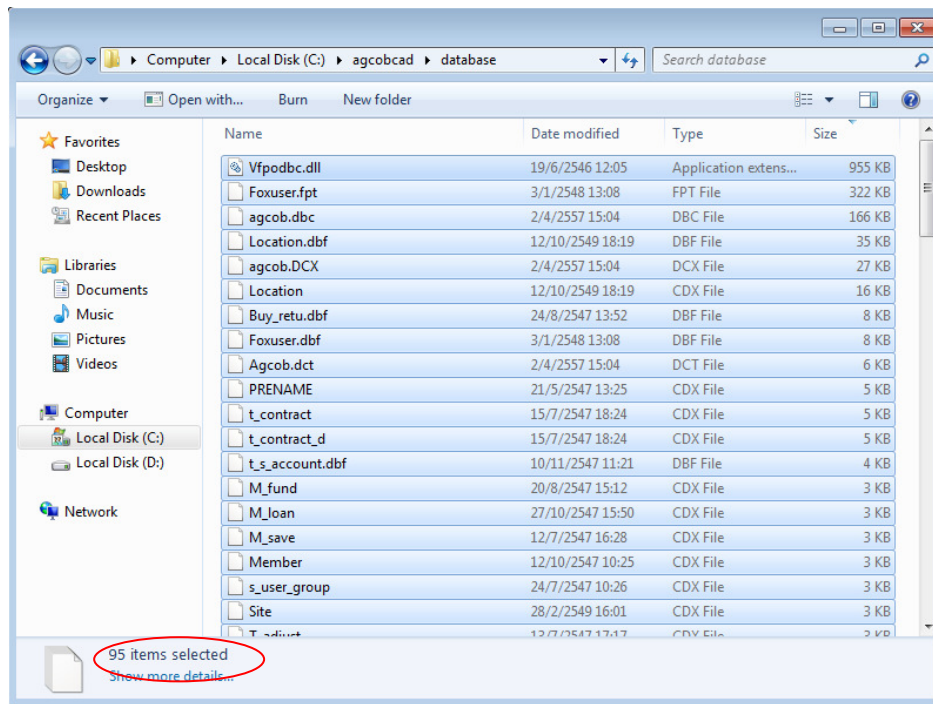 Computer Local Disk (C:) agcobcad database Search database
Organize Open with... Burn New folder
Favorites
Desktop
Downloads
Recent Places
Libraries
Documents
Music
Pictures
Videos
Computer
Local Disk (C:)
Local Disk (D:)
Network
Name Date modified Type Size
Vfpodbc.dll 19/6/2546 12:05 Application extens... 955 KB
Foxuser.fpt 3/1/2548 13:08 FPT File 322 KB
agcob.dbc 2/4/2557 15:04 DBC File 166 KB
Location.dbf 12/10/2549 18:19 DBF File 35 KB
agcob.DCX 2/4/2557 15:04 DCX File 27 KB
Location 12/10/2549 18:19 CDX File 16 KB
Buy_retu.dbf 24/8/2547 13:52 DBF File 8 KB
Foxuser.dbf 3/1/2548 13:08 DBF File 8 KB
Agcob.dct 2/4/2557 15:04 DCT File 6 KB
PRENAME 21/5/2547 13:25 CDX File 5 KB
t_contract 15/7/2547 18:24 CDX File 5 KB
t_contract_d 15/7/2547 18:24 CDX File 5 KB
t_s_account.dbf 10/11/2547 11:21 DBF File 4 KB
M_fund 20/8/2547 15:12 CDX File 3 KB
M_loan 27/10/2547 15:50 CDX File 3 KB
M_save 12/7/2547 16:28 CDX File 3 KB
Member 12/10/2547 10:25 CDX File 3 KB
s_user_group 24/7/2547 10:26 CDX File 3 KB
Site 28/2/2549 16:01 CDX File 3 KB
T_adjust 13/7/2547 17:17 CDX File 3 KB
95 items selected
Show more details...